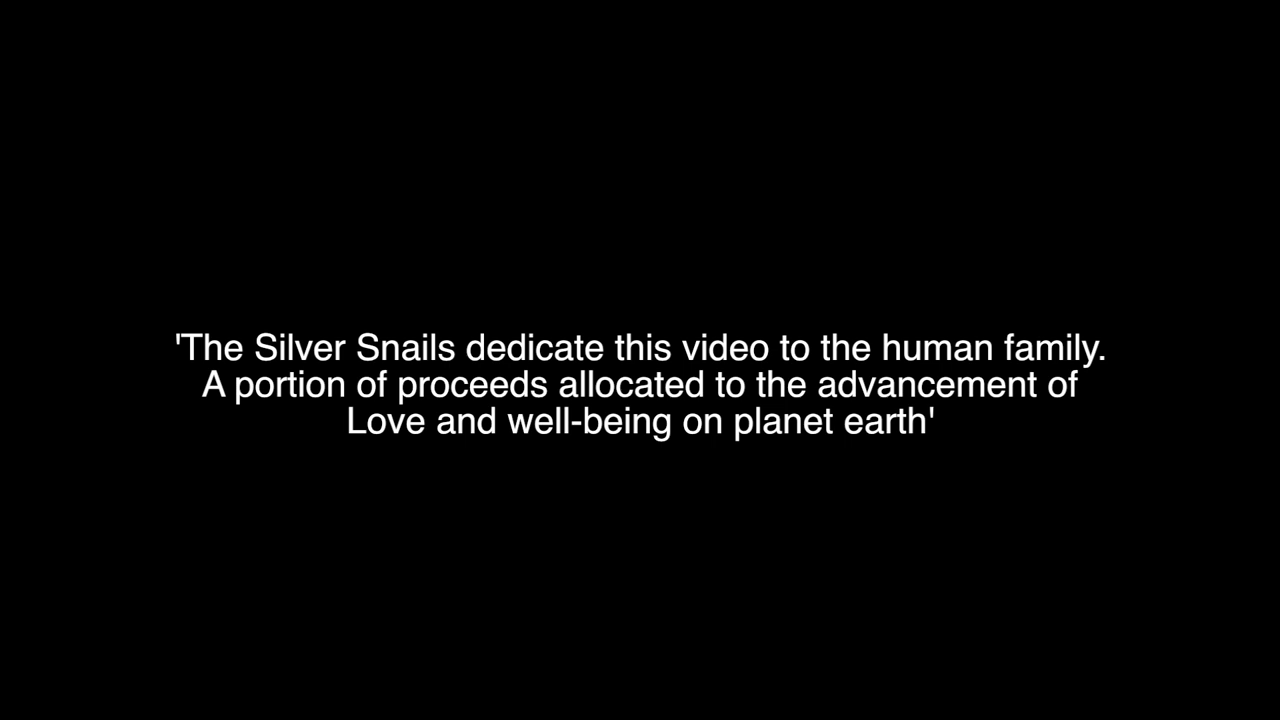 'The Silver Snails dedicate this video to the human family.
A portion of proceeds allocated to the advancement of
Love and well-being on planet earth'